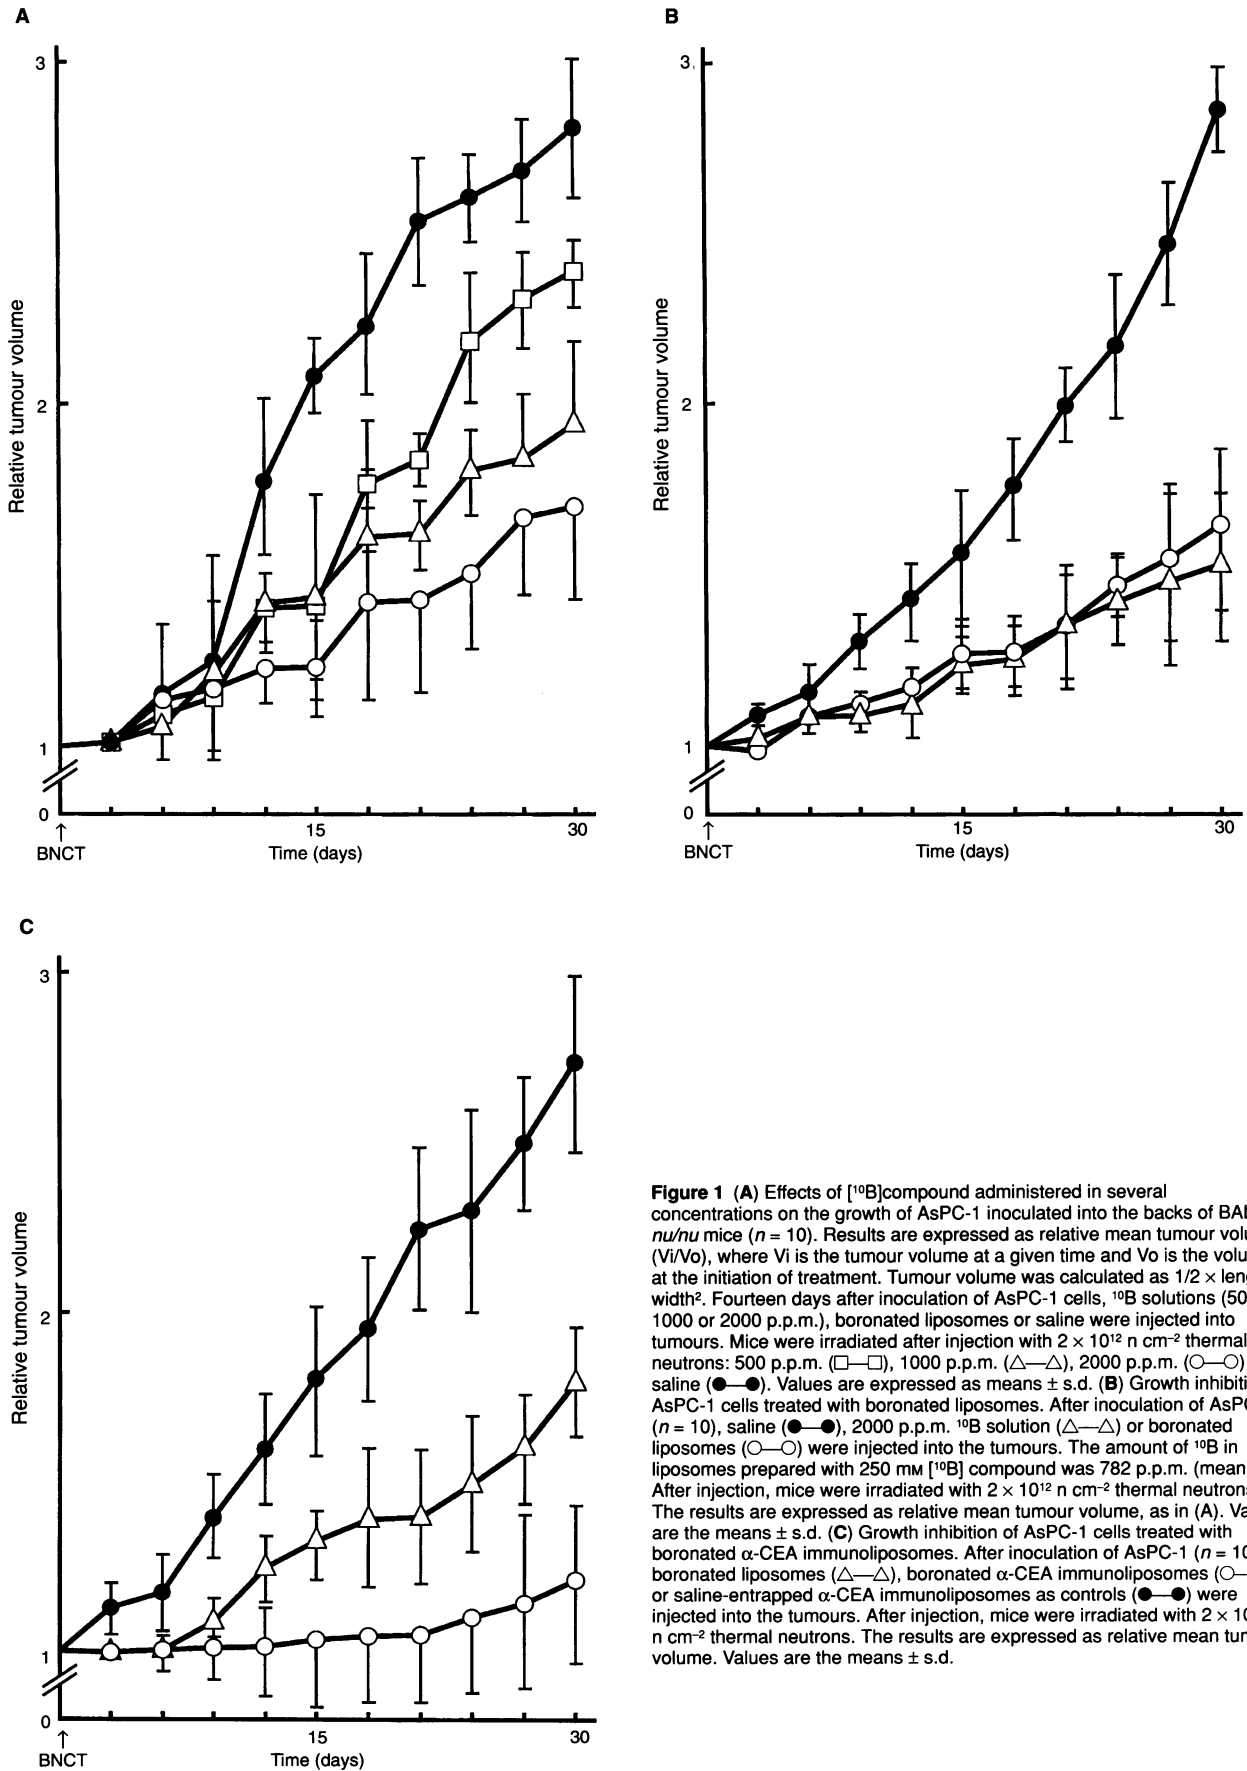 A
3
2
1
0
Relative tumour volume
15
30
↑
BNCT
Time (days)
B
3
2
1
0
Relative tumour volume
15
30
↑
BNCT
Time (days)
C
3
2
1
0
Relative tumour volume
15
30
↑
BNCT
Time (days)
Figure 1 (A) Effects of [¹⁰B]compound administered in several
concentrations on the growth of AsPC-1 inoculated into the backs of
nu/nu mice (n = 10). Results are expressed as relative mean tumour
(Vi/Vo), where Vi is the tumour volume at a given time and Vo is the
at the initiation of treatment. Tumour volume was calculated as 1/2 ×
width². Fourteen days after inoculation of AsPC-1 cells, ¹⁰B solutions
1000 or 2000 p.p.m.), boronated liposomes or saline were injected into
tumours. Mice were irradiated after injection with 2 × 10¹² n cm⁻² thermal
neutrons: 500 p.p.m. (□—□), 1000 p.p.m. (△—△), 2000 p.p.m. (○—○)
saline (●—●). Values are expressed as means ± s.d. (B) Growth
AsPC-1 cells treated with boronated liposomes. After inoculation of
(n = 10), saline (●—●), 2000 p.p.m. ¹⁰B solution (△—△) or boronated
liposomes (○—○) were injected into the tumours. The amount of ¹⁰B in
liposomes prepared with 250 mM [¹⁰B] compound was 782 p.p.m. (mean
After injection, mice were irradiated with 2 × 10¹² n cm⁻² thermal
The results are expressed as relative mean tumour volume, as in (A).
are the means ± s.d. (C) Growth inhibition of AsPC-1 cells treated with
boronated α-CEA immunoliposomes. After inoculation of AsPC-1 (n = 10
boronated liposomes (△—△), boronated α-CEA immunoliposomes (○—
or saline-entrapped α-CEA immunoliposomes as controls (●—●) were
injected into the tumours. After injection, mice were irradiated with 2 ×
n cm⁻² thermal neutrons. The results are expressed as relative mean
volume. Values are the means ± s.d.